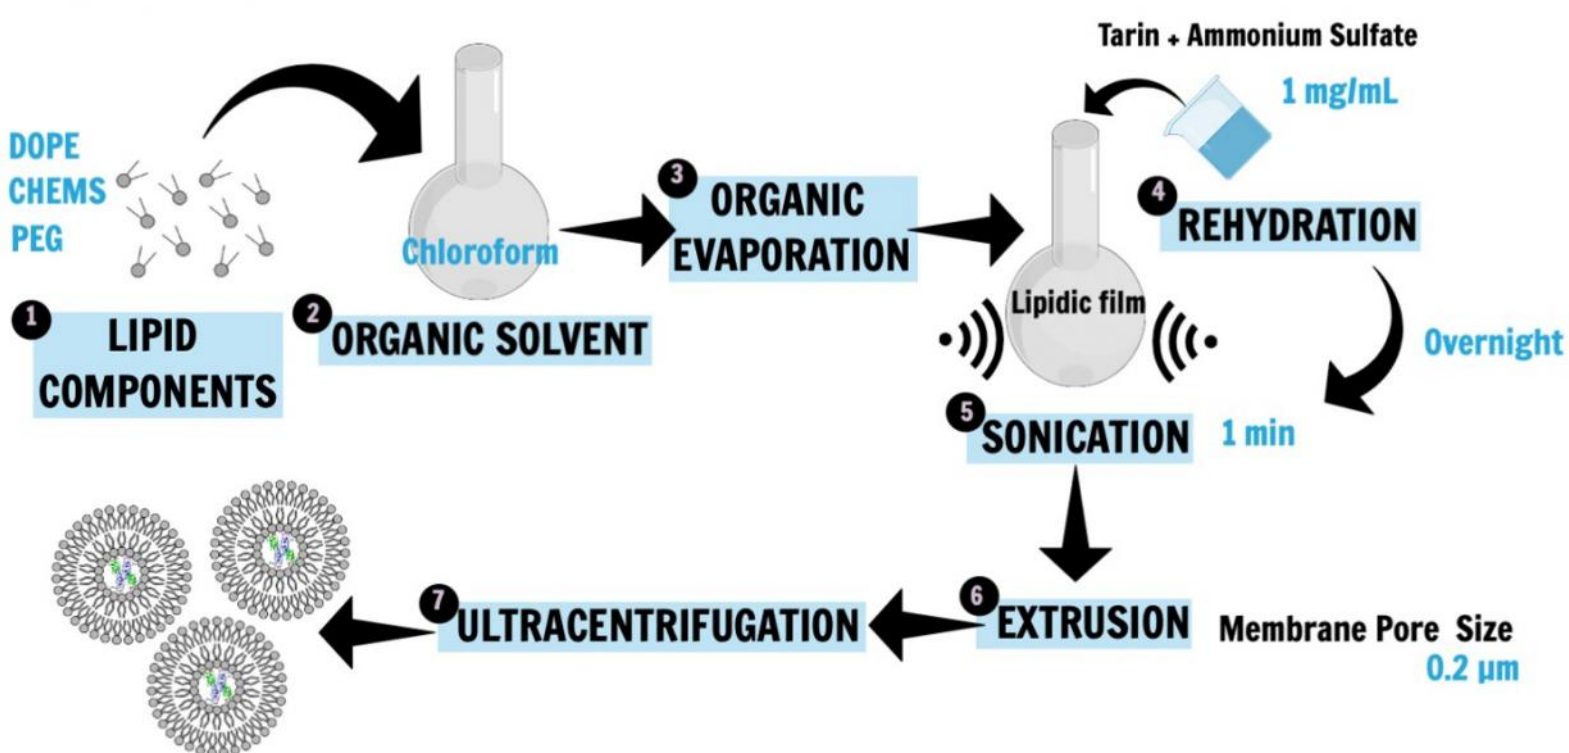 DOPE
CHEMS
PEG
1
LIPID
COMPONENTS
Chloroform
2
ORGANIC SOLVENT
3
ORGANIC
EVAPORATION
Tarin + Ammonium Sulfate
1 mg/mL
4
REHYDRATION
Lipidic film
Overnight
5
SONICATION
1 min
6
EXTRUSION
Membrane Pore Size
0.2 μm
7
ULTRACENTRIFUGATION